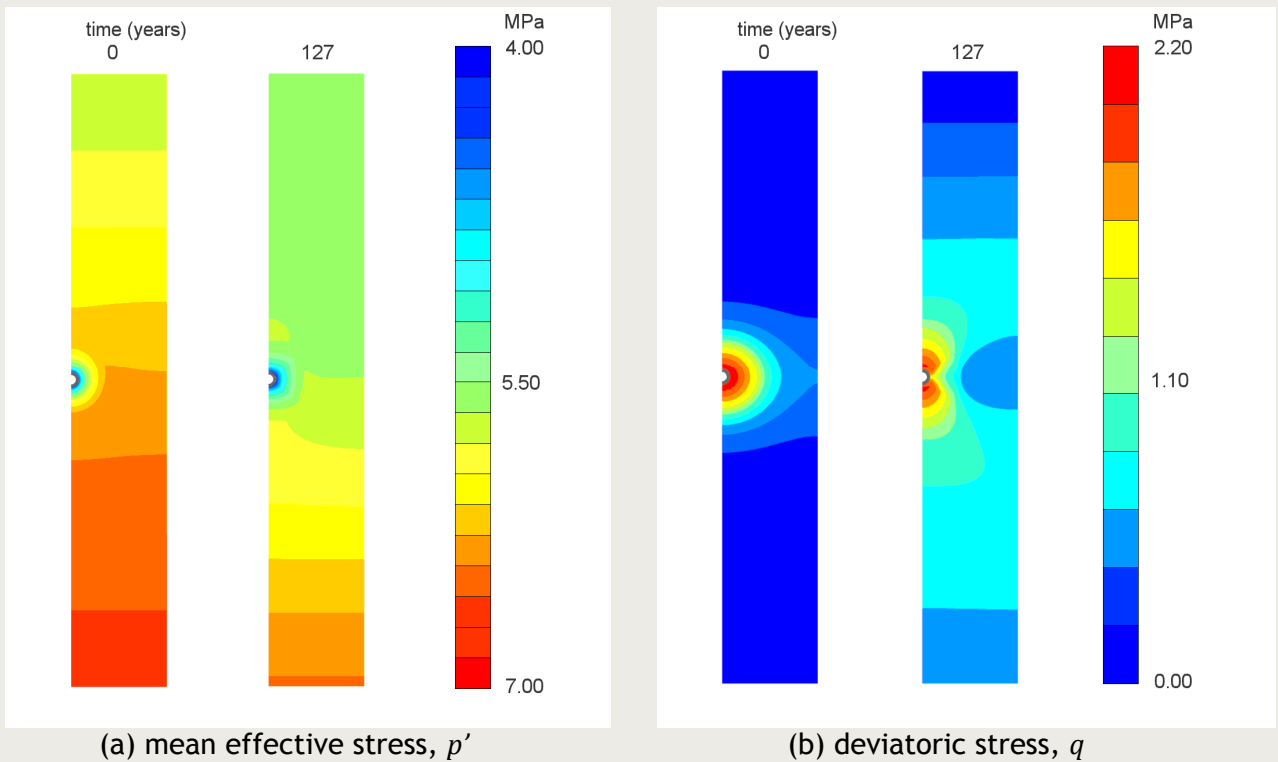 time (years)
0 127
MPa
4.00
5.50
7.00
time (years)
0 127
MPa
2.20
1.10
0.00
(a) mean effective stress, p’
(b) deviatoric stress, q